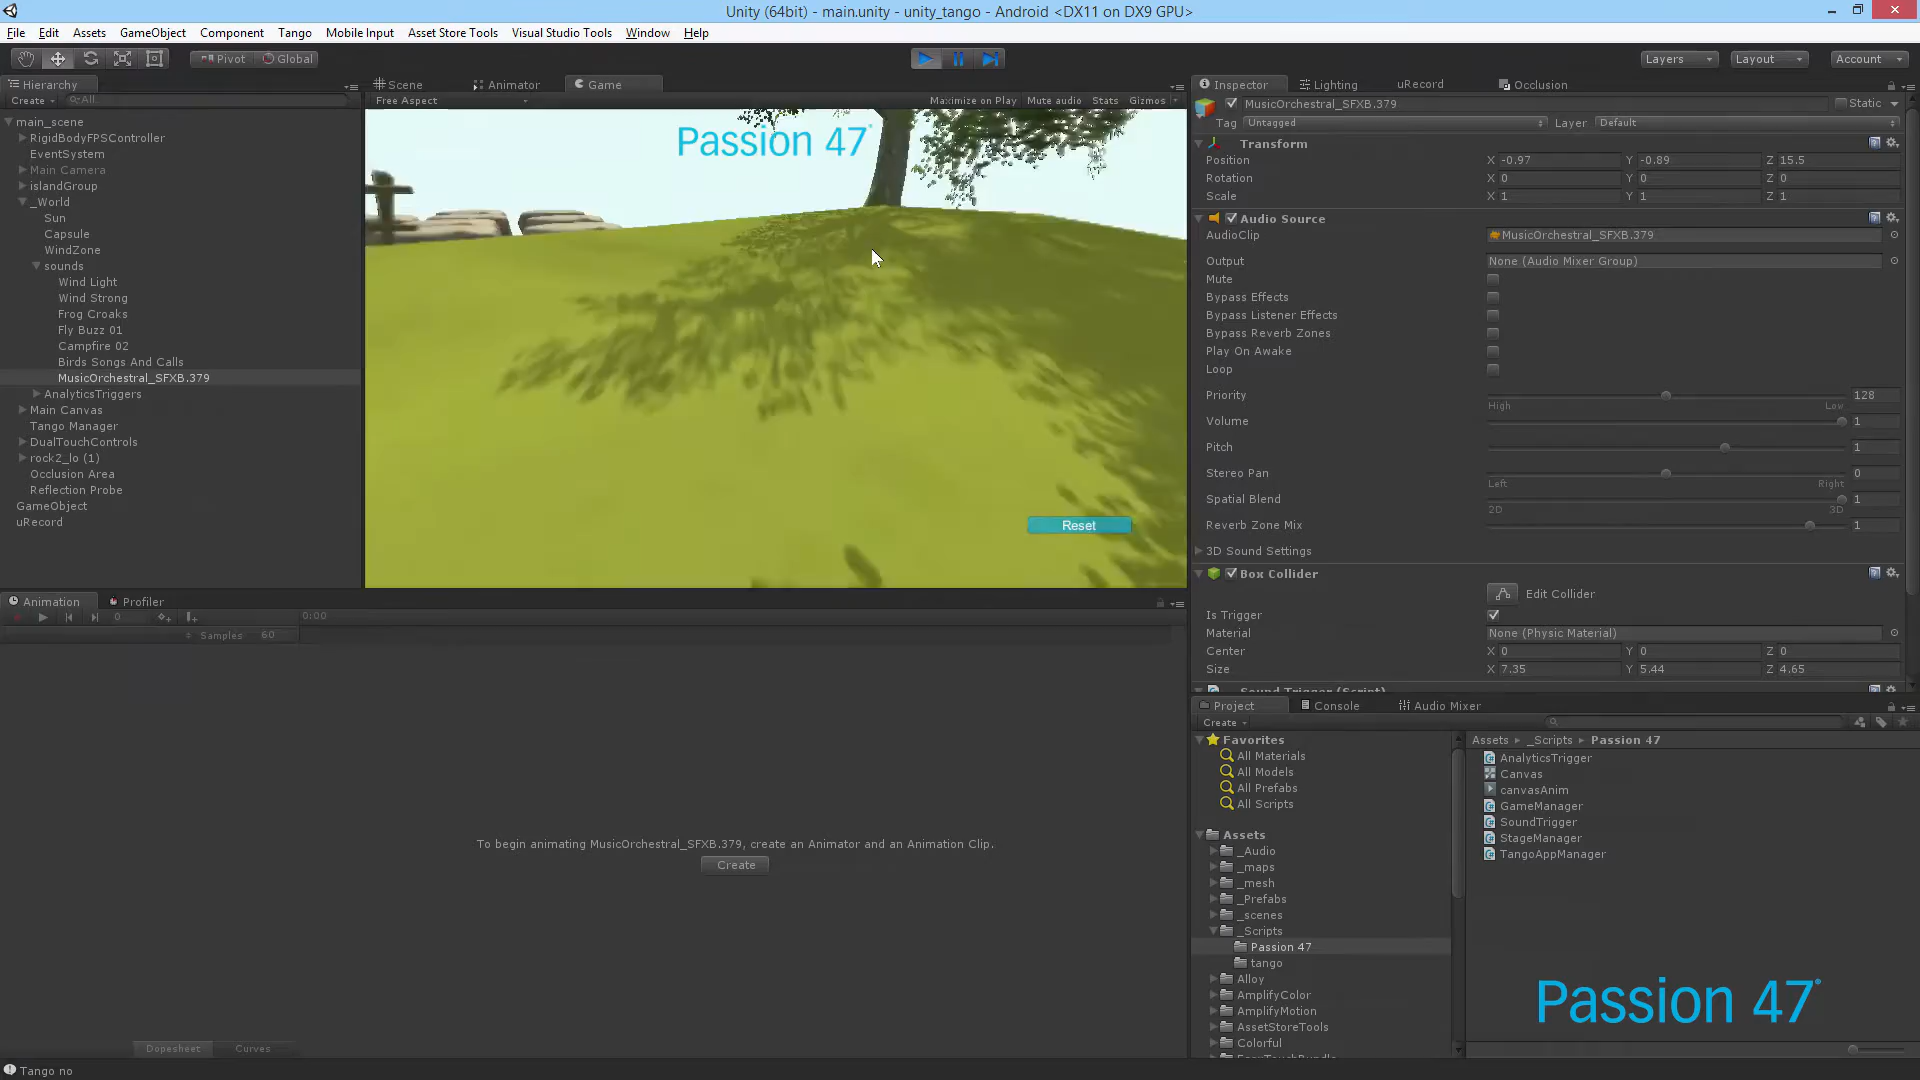 Unity (64bit) - main.unity - unity_tango - Android <DX11 on DX9 GPU>
File Edit Assets GameObject Component Tango Mobile Input Asset Store Tools Visual Studio Tools Window Help
Pivot Global Layers Layout Account
Hierarchy
Create All
main_scene
RigidBodyFPSController
EventSystem
Main Camera
islandGroup
_World
Sun
Capsule
WindZone
sounds
Wind Light
Wind Strong
Frog Croaks
Fly Buzz 01
Campfire 02
Birds Songs And Calls
MusicOrchestral_SFXB.379
AnalyticsTriggers
Main Canvas
Tango Manager
DualTouchControls
rock2_lo (1)
Occlusion Area
Reflection Probe
GameObject
uRecord
Scene Animator Game
Free Aspect Maximize on Play Mute audio Stats Gizmos
Passion 47
Reset
Inspector Lighting uRecord Occlusion
MusicOrchestral_SFXB.379 Static
Tag Untagged Layer Default
Transform
Position X -0.97 Y -0.89 Z 15.5
Rotation X 0 Y 0 Z 0
Scale X 1 Y 1 Z 1
Audio Source
AudioClip MusicOrchestral_SFXB.379
Output None (Audio Mixer Group)
Mute
Bypass Effects
Bypass Listener Effects
Bypass Reverb Zones
Play On Awake
Loop
Priority 128
High Low
Volume 1
Pitch 1
Stereo Pan 0
Left Right
Spatial Blend 1
2D 3D
Reverb Zone Mix 1
3D Sound Settings
Box Collider
Edit Collider
Is Trigger
Material None (Physic Material)
Center X 0 Y 0 Z 0
Size X 7.35 Y 5.44 Z 4.65
Sound Trigger (Script)
Animation Profiler
0 0:00
Samples 60
To begin animating MusicOrchestral_SFXB.379, create an Animator and an Animation Clip.
Create
Dopesheet Curves
Project Console Audio Mixer
Create
Favorites
All Materials
All Models
All Prefabs
All Scripts
Assets
_Audio
_maps
_mesh
_Prefabs
_scenes
_Scripts
Passion 47
tango
Alloy
AmplifyColor
AmplifyMotion
AssetStoreTools
Colorful
EasyTouchBundle
Assets _Scripts Passion 47
AnalyticsTrigger
Canvas
canvasAnim
GameManager
SoundTrigger
StageManager
TangoAppManager
Passion 47
Tango no